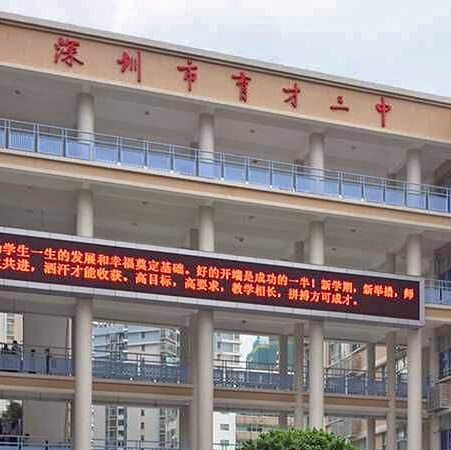 深圳市育才二中
学生一生的发展和幸福奠定基础。好的开端是成功的一半！新学期，新举措，师
共进，洒汗才能收获。高目标，高要求，教学相长，拼搏方可成才。